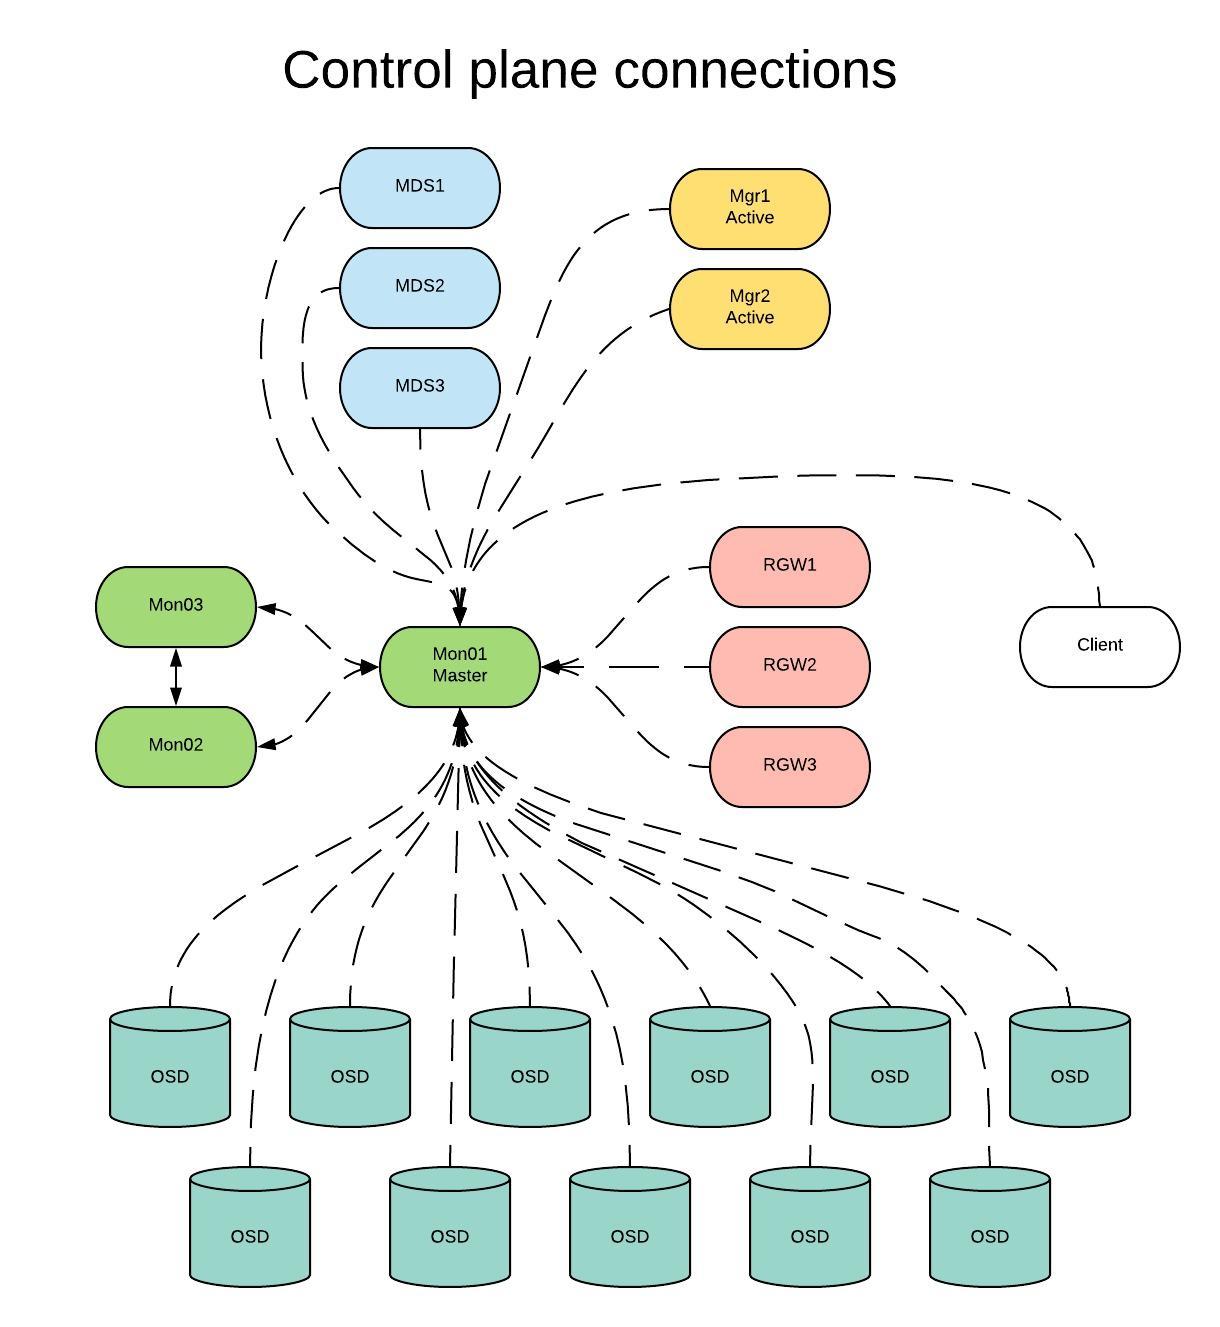 Control plane connections
MDS1
Mgr1
Active
MDS2
Mgr2
Active
MDS3
RGW1
Mon03
Mon01
Master
RGW2
Client
Mon02
RGW3
OSD
OSD
OSD
OSD
OSD
OSD
OSD
OSD
OSD
OSD
OSD